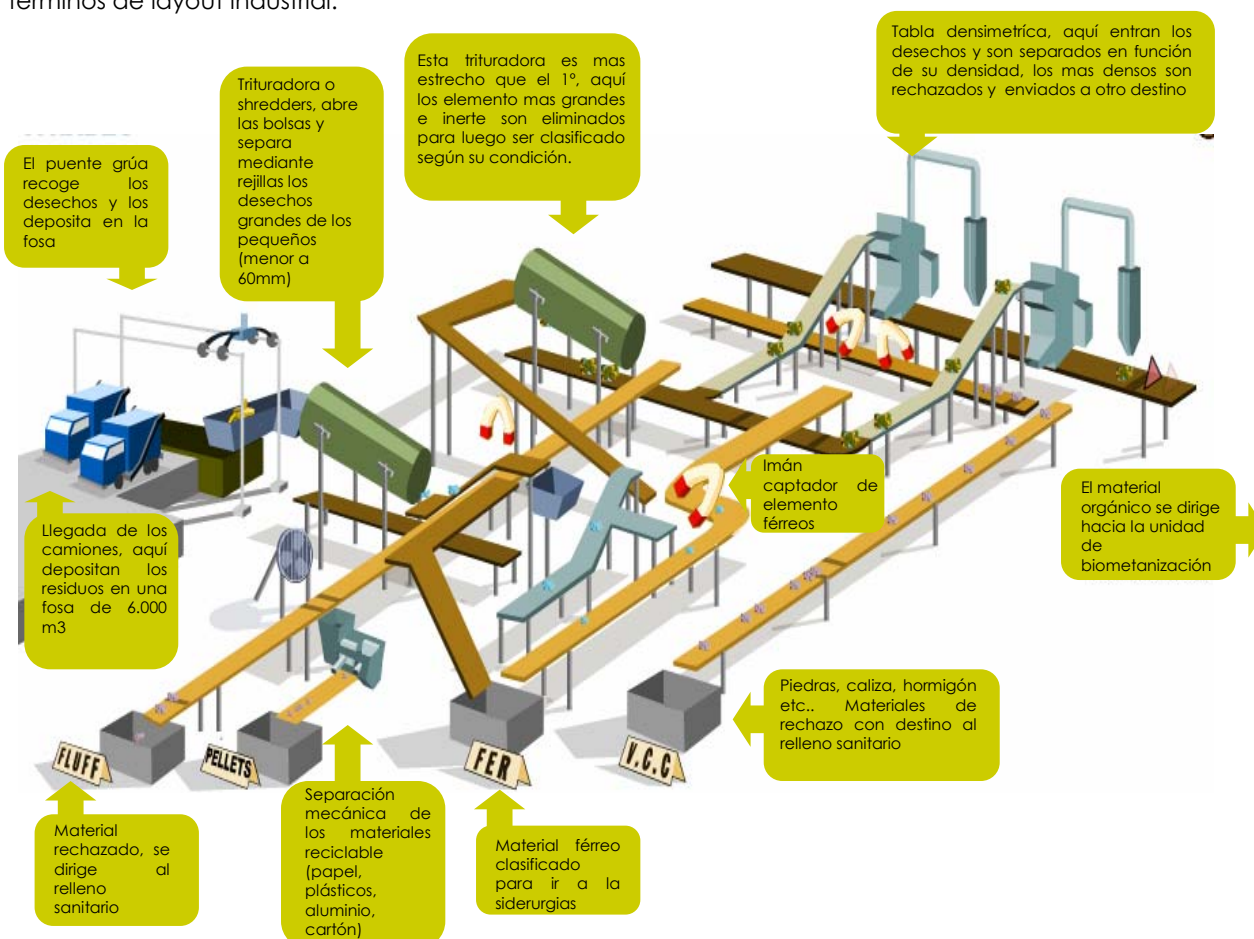 términos de layout industrial.
El puente grúa
recoge los
desechos y los
deposita en la
fosa
Trituradora o
shredders, abre
las bolsas y
separa
mediante
rejillas los
desechos
grandes de los
pequeños
(menor a
60mm)
Esta trituradora es mas
estrecho que el 1º, aquí
los elemento mas grandes
e inerte son eliminados
para luego ser clasificado
según su condición.
Tabla densimetríca, aquí entran los
desechos y son separados en función
de su densidad, los mas densos son
rechazados y enviados a otro destino
Imán
captador de
elemento
férreos
El material
orgánico se dirige
hacia la unidad
de
biometanización
Llegada de los
camiones, aquí
depositan los
residuos en una
fosa de 6.000
m3
Piedras, caliza, hormigón
etc.. Materiales de
rechazo con destino al
relleno sanitario
FLUFF
PELLETS
FER
V.C.C
Material
rechazado, se
dirige al
relleno
sanitario
Separación
mecánica de
los materiales
reciclable
(papel,
plásticos,
aluminio,
cartón)
Material férreo
clasificado
para ir a la
siderurgias